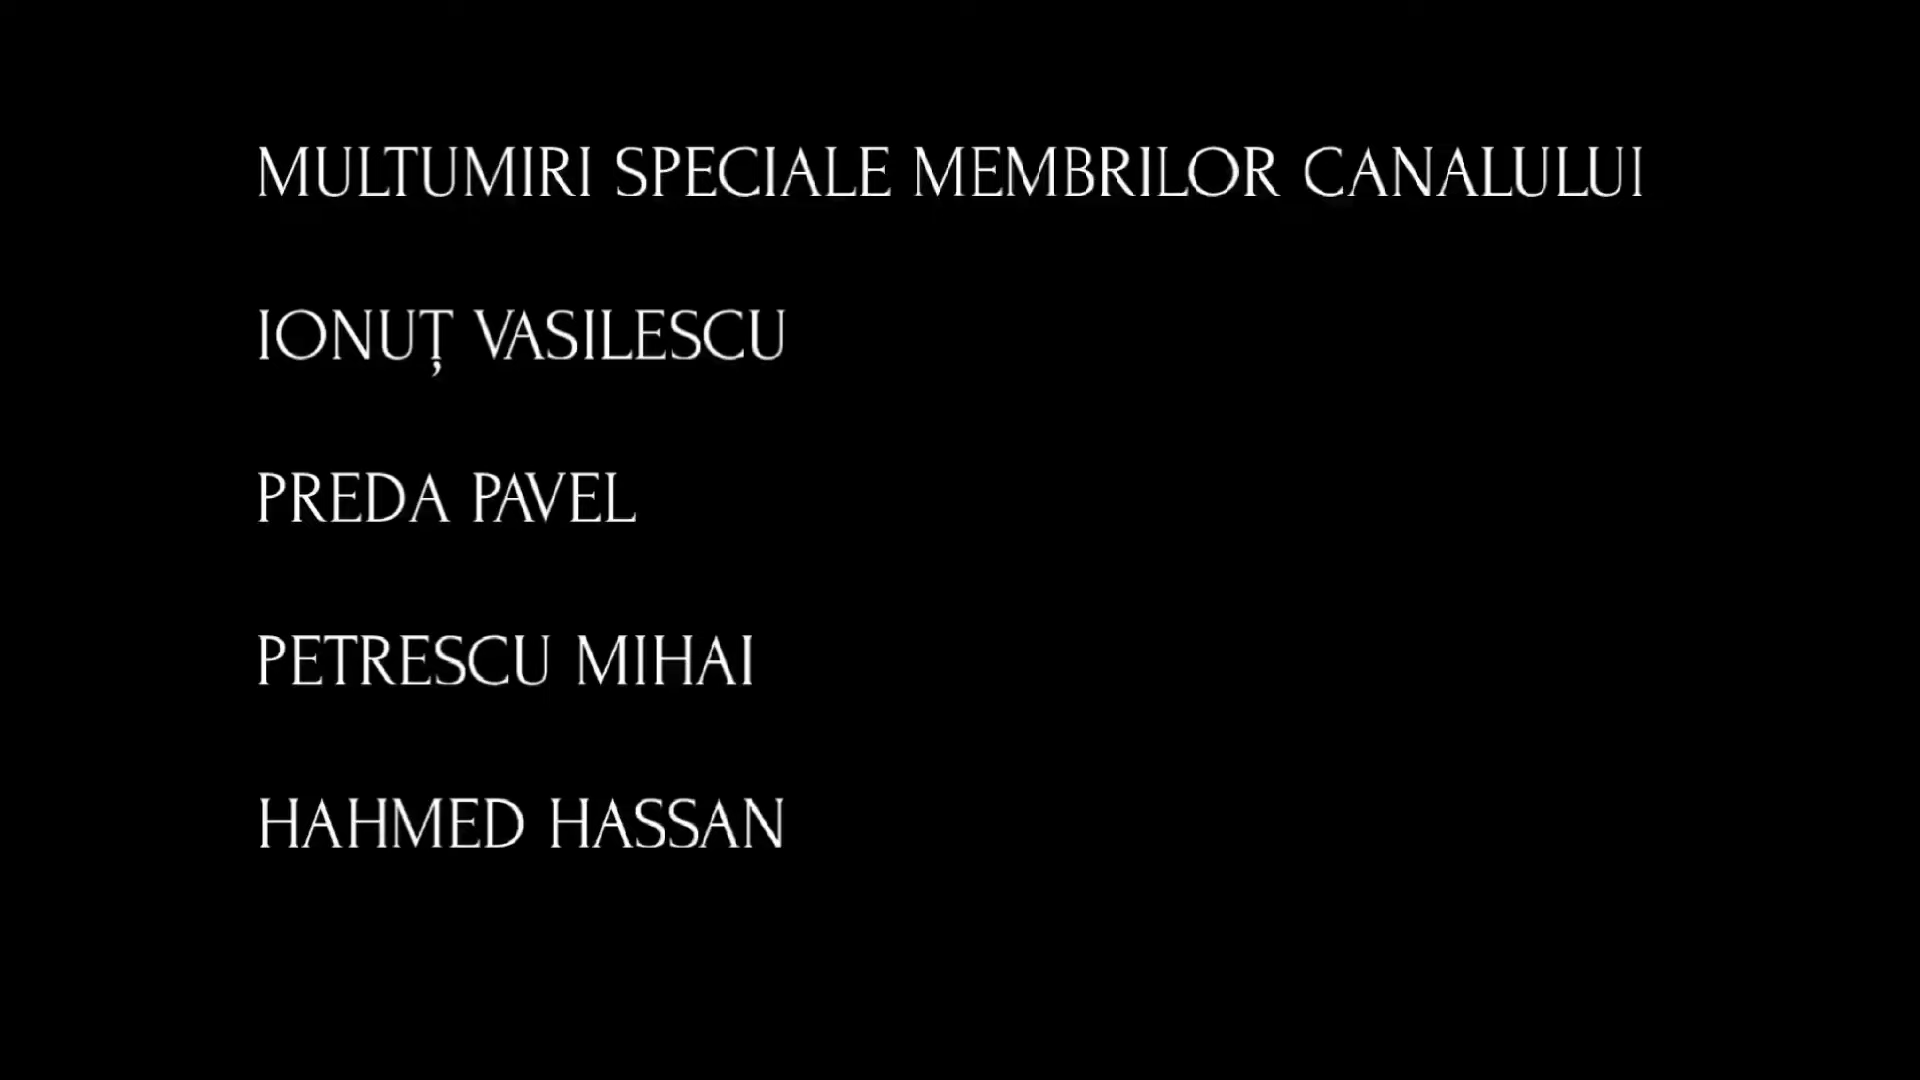 MULTUMIRI SPECIALE MEMBRILOR CANALULUI
IONUȚ VASILESCU
PREDA PAVEL
PETRESCU MIHAI
HAHMED HASSAN